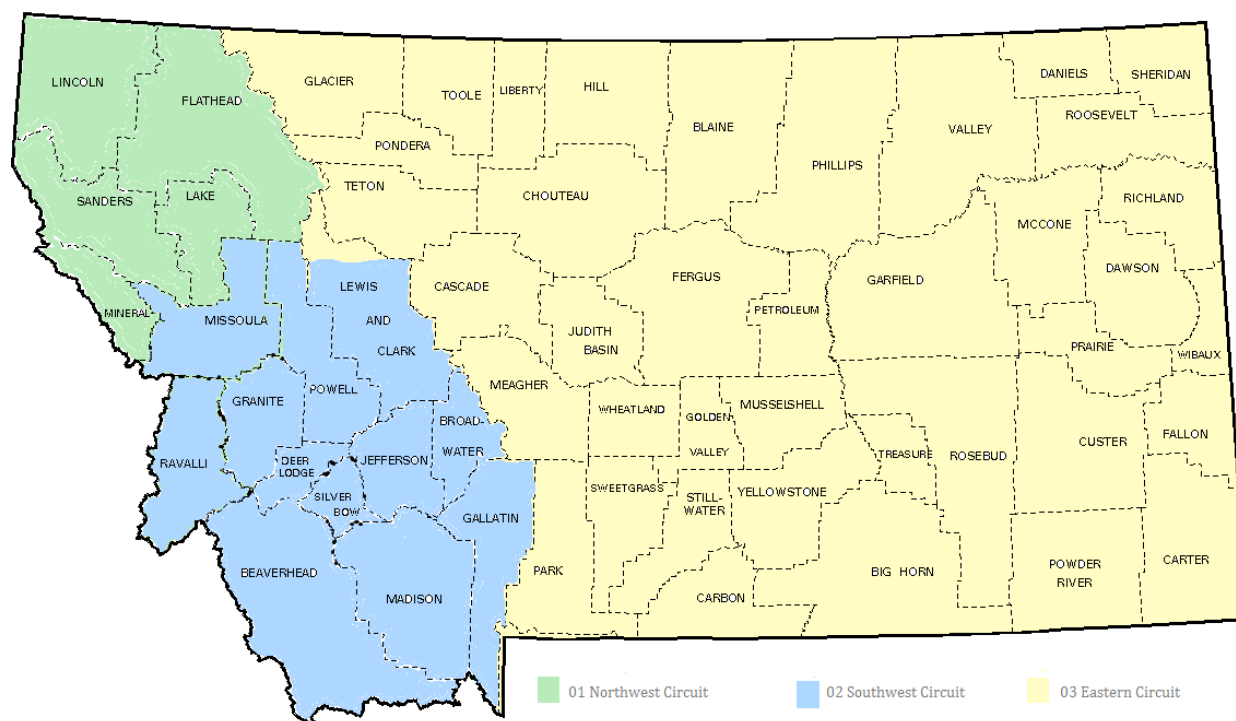 LINCOLN
FLATHEAD
GLACIER
TOOLE
LIBERTY
HILL
BLAINE
PHILLIPS
VALLEY
DANIELS
SHERIDAN
ROOSEVELT
PONDERA
TETON
CHOUTEAU
SANDERS
LAKE
RICHLAND
MCCONE
DAWSON
MINERAL
MISSOULA
LEWIS
AND
CLARK
CASCADE
FERGUS
PETROLEUM
GARFIELD
JUDITH
BASIN
PRAIRIE
WIBAUX
GRANITE
POWELL
MEAGHER
WHEATLAND
GOLDEN
VALLEY
MUSSELSHELL
BROAD-
WATER
RAVALLI
DEER
LODGE
JEFFERSON
TREASURE
ROSEBUD
CUSTER
FALLON
SILVER
BOW
GALLATIN
SWEETGRASS
STILL-
WATER
YELLOWSTONE
BEAVERHEAD
MADISON
PARK
CARBON
BIG HORN
POWDER
RIVER
CARTER
01 Northwest Circuit
02 Southwest Circuit
03 Eastern Circuit